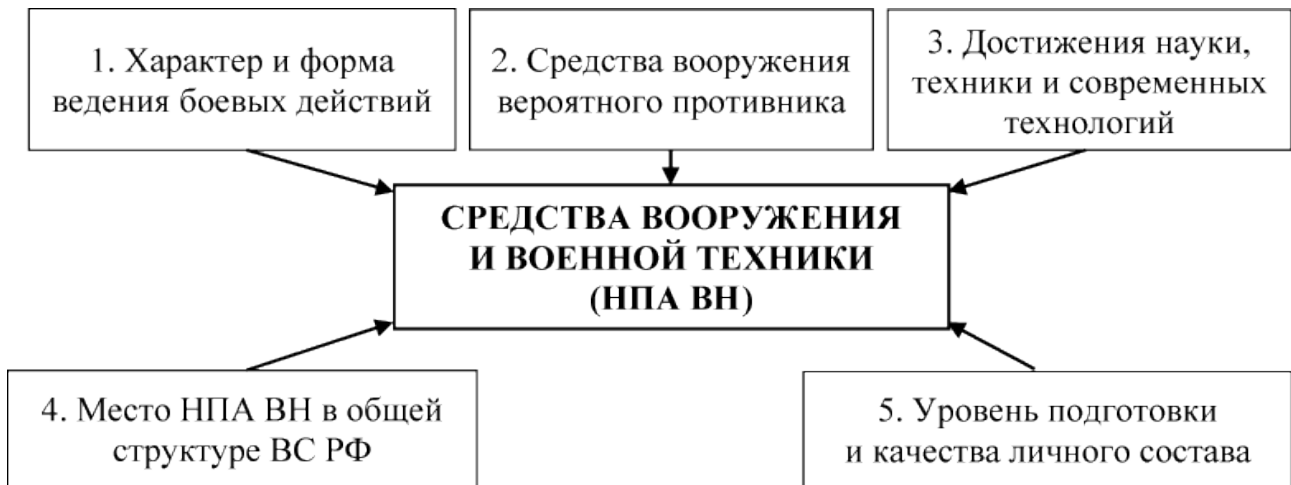 1. Характер и форма
ведения боевых действий
2. Средства вооружения
вероятного противника
3. Достижения науки,
техники и современных
технологий
СРЕДСТВА ВООРУЖЕНИЯ
И ВОЕННОЙ ТЕХНИКИ
(НПА ВН)
4. Место НПА ВН в общей
структуре ВС РФ
5. Уровень подготовки
и качества личного состава